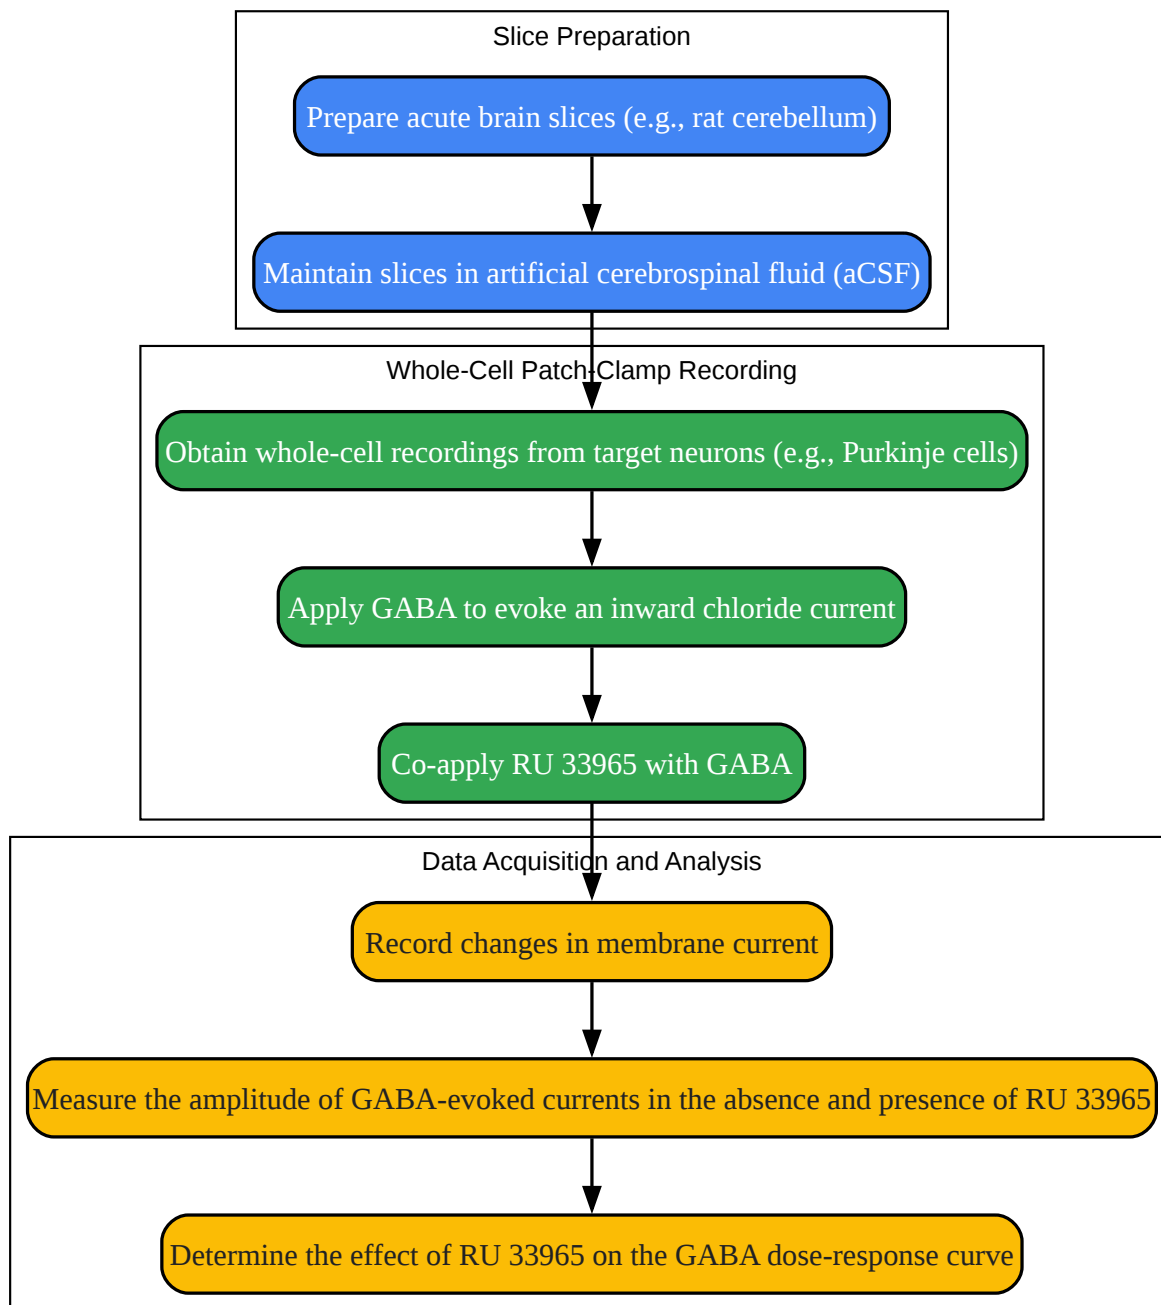 Slice Preparation
Prepare acute brain slices (e.g., rat cerebellum)
Maintain slices in artificial cerebrospinal fluid (aCSF)
Whole-Cell Patch-Clamp Recording
Obtain whole-cell recordings from target neurons (e.g., Purkinje cells)
Apply GABA to evoke an inward chloride current
Co-apply RU 33965 with GABA
Data Acquisition and Analysis
Record changes in membrane current
Measure the amplitude of GABA-evoked currents in the absence and presence of RU 33965
Determine the effect of RU 33965 on the GABA dose-response curve